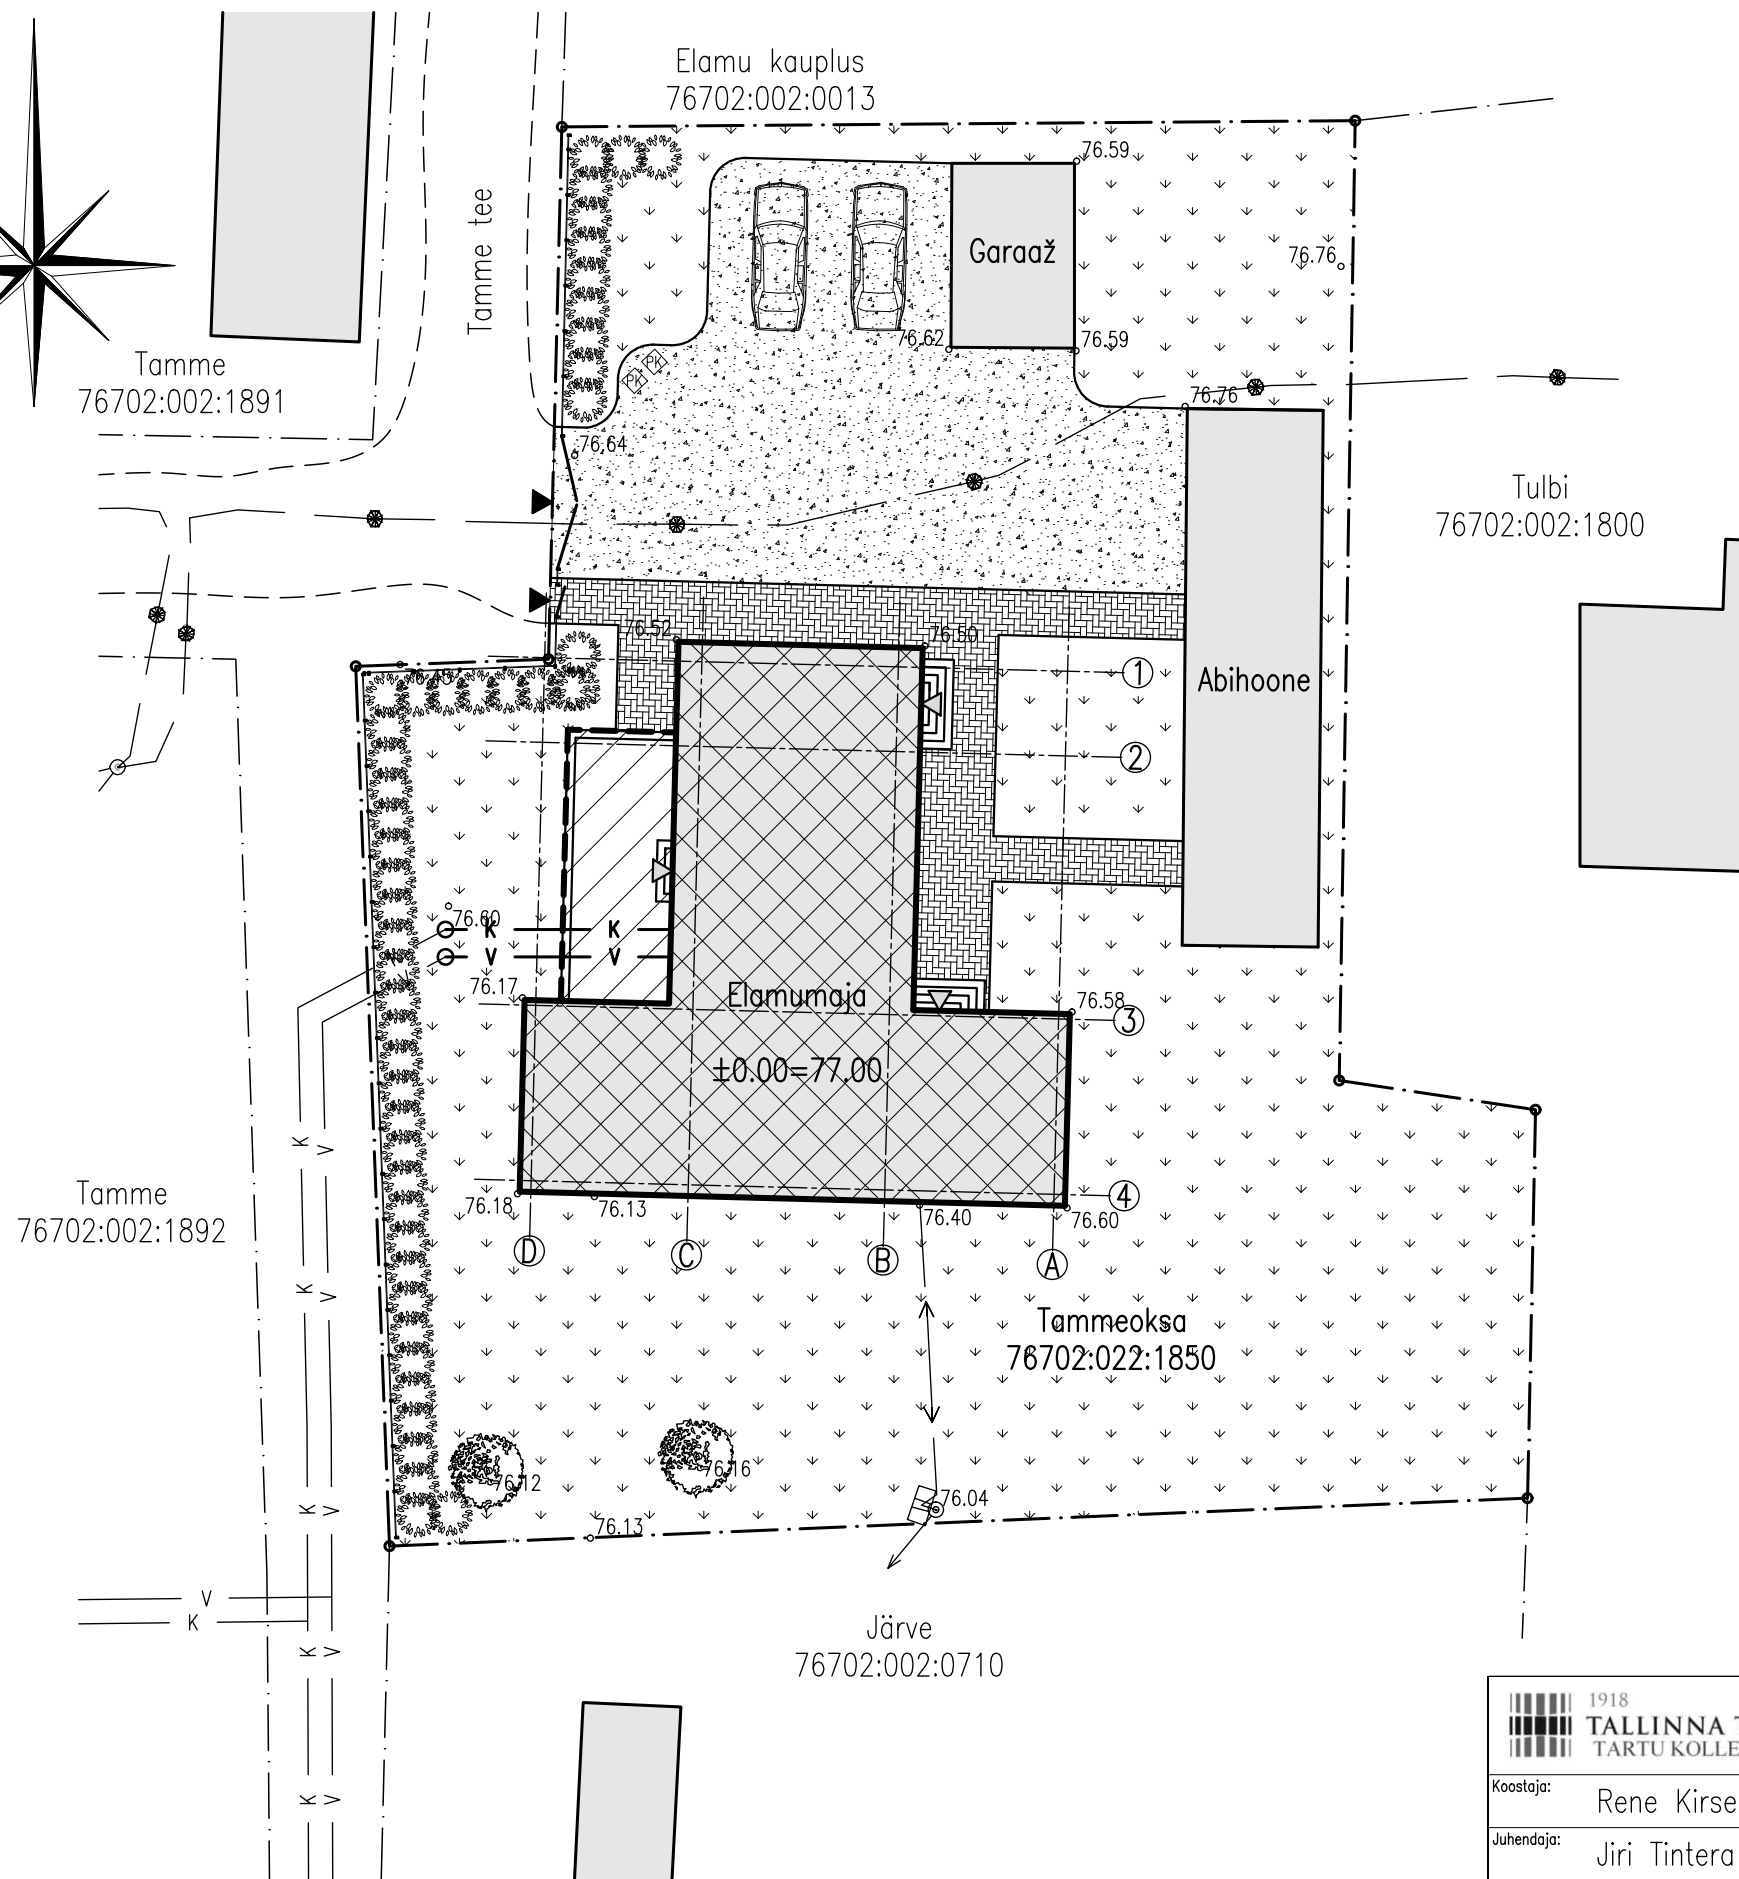 Elamu kauplus
76702:002:0013
76.59
Tamme tee
Garaaž
76.76
76.62
76.59
Tamme
76702:002:1891
PK
PK
76.76
76.64
Tulbi
76702:002:1800
76.52
76.50
1
Abihoone
2
76.60
K
K
V
V
76.17
Elamumaja
76.58
3
±0.00=77.00
K
V
Tamme
76702:002:1892
76.18
76.13
76.40
4
76.60
D
C
B
A
K
V
Tammeoksa
76702:022:1850
76.12
76.16
76.04
K
V
76.13
V
K
K
V
Järve
76702:002:0710
1918
TALLINNA
TARTU KOLLE
K
V
Koostaja:
Rene Kirse
Juhendaja:
Jiri Tintera